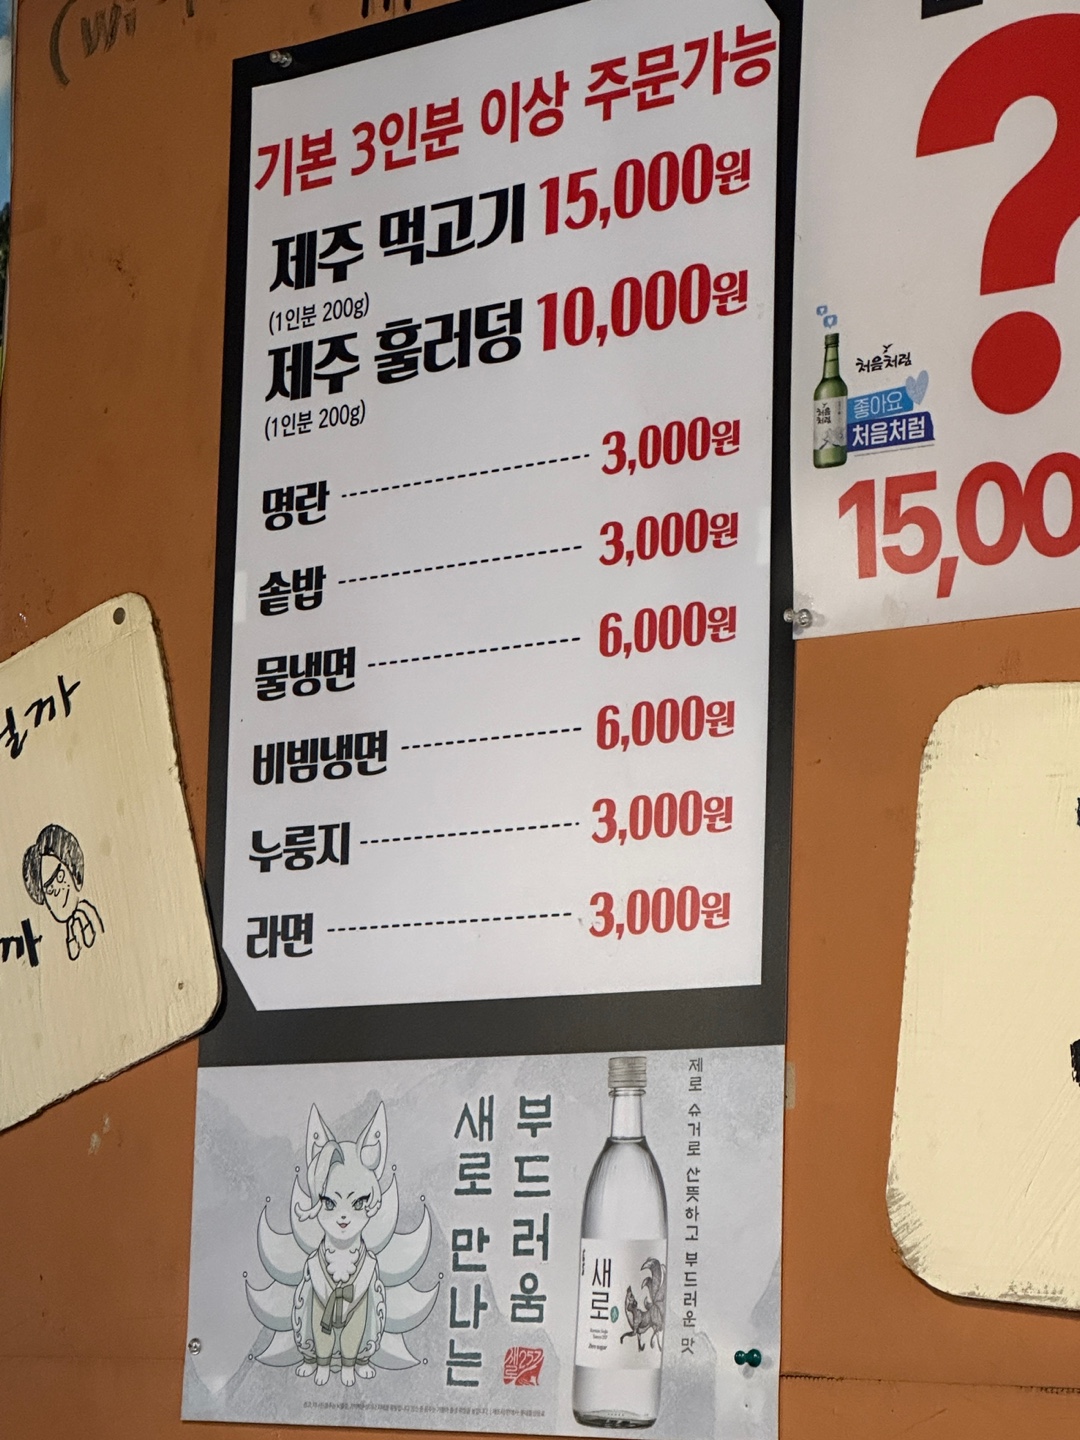 기본 3인분 이상 주문가능
제주 먹고기 15,000원
(1인분 200g)
제주 훌러덩 10,000원
(1인분 200g)
명란 3,000원
솥밥 3,000원
물냉면 6,000원
비빔냉면 6,000원
누룽지 3,000원
라면 3,000원
?
처음처럼
좋아요
처음처럼
처음
처럼
15,00
까
부드러움
새로 만나는
새로
제로 슈거로 산뜻하고 부드러운 맛